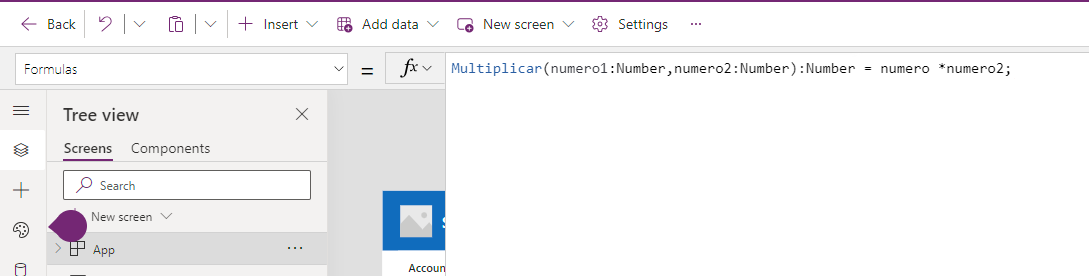 Back Insert Add data New screen Settings ...
Formulas = fx Multiplicar(numero1:Number,numero2:Number):Number = numero *numero2;
Tree view
Screens Components
Search
New screen
App ...
Accoun